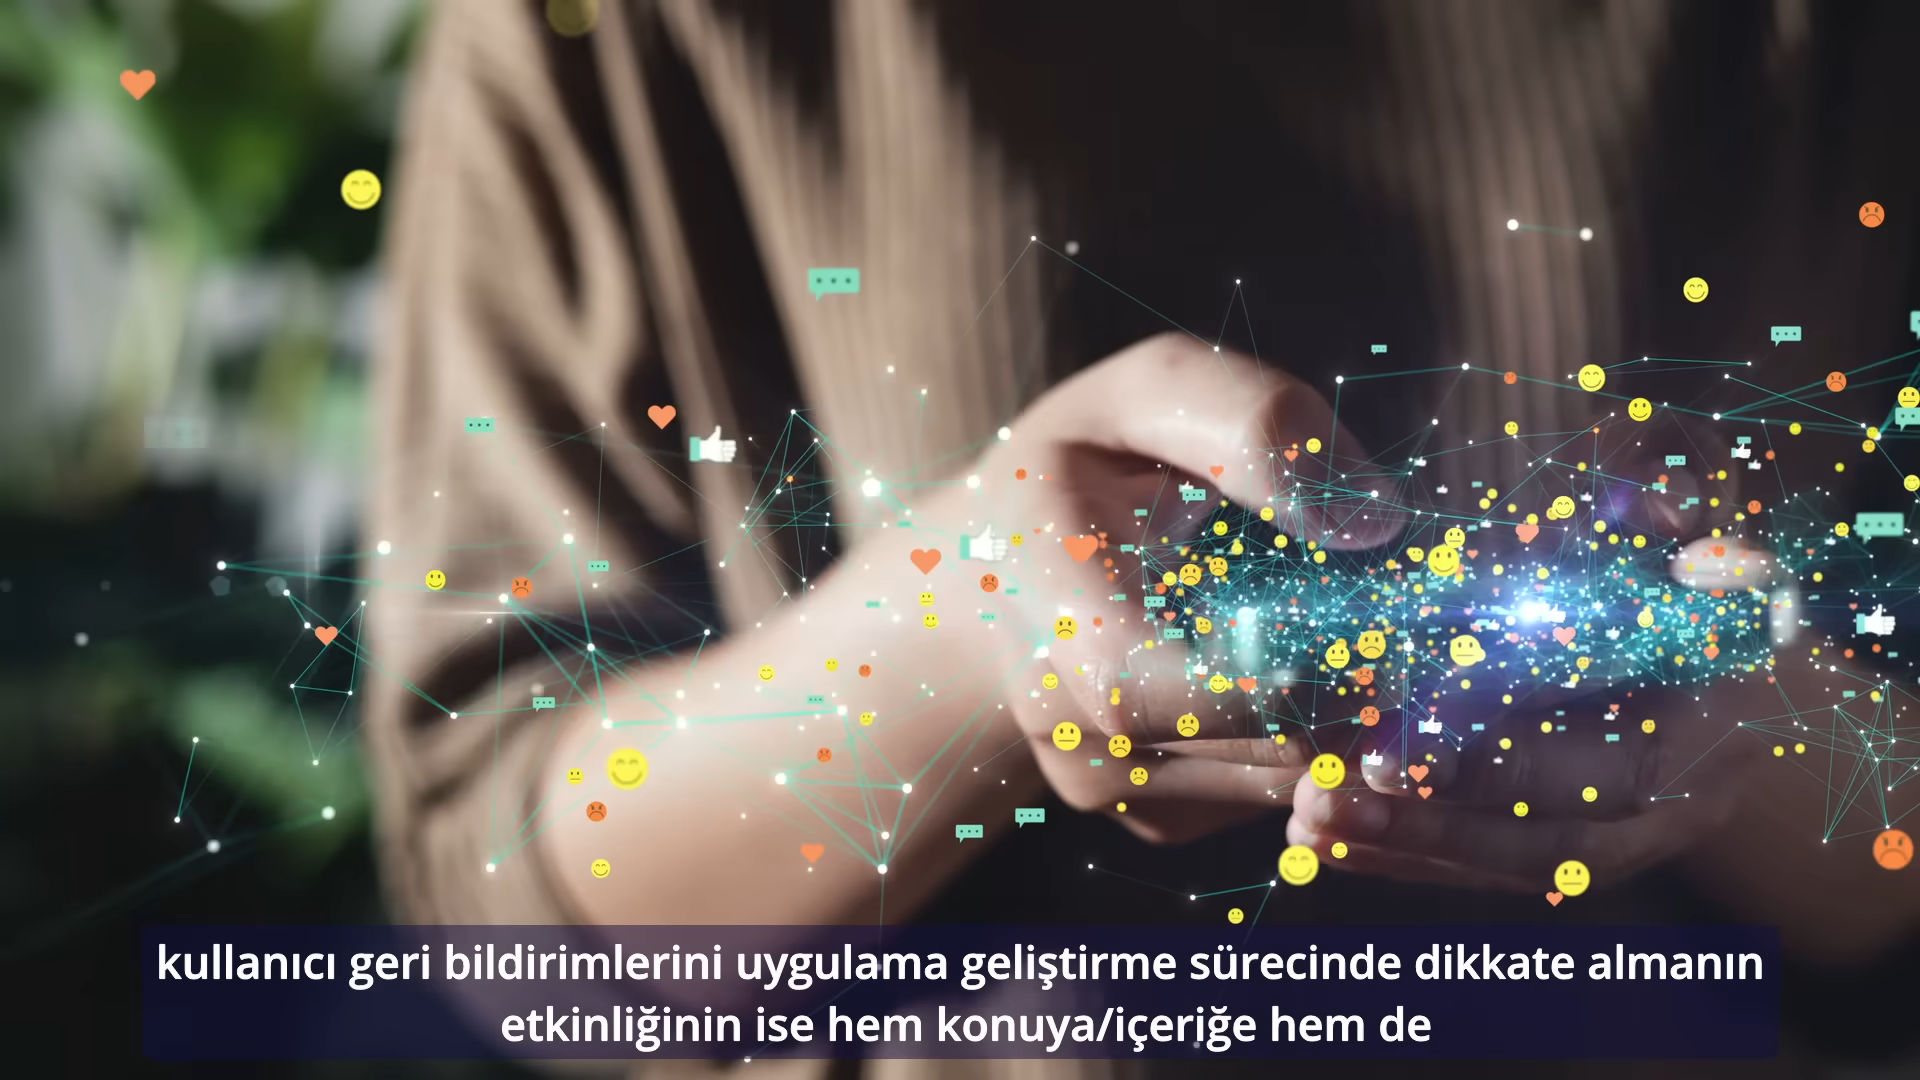 kullanıcı geri bildirimlerini uygulama geliştirme sürecinde dikkate almanın
etkinliğinin ise hem konuya/içeriğe hem de